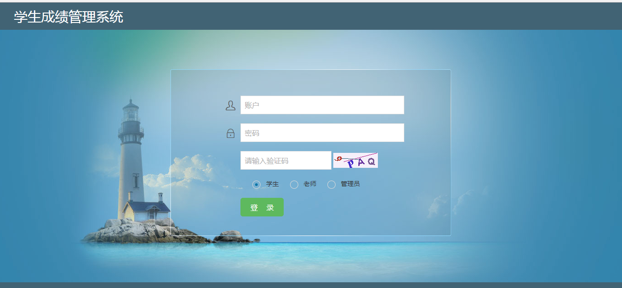 学生成绩管理系统
账户
密码
请输入验证码
PAQ
学生 老师 管理员
登 录